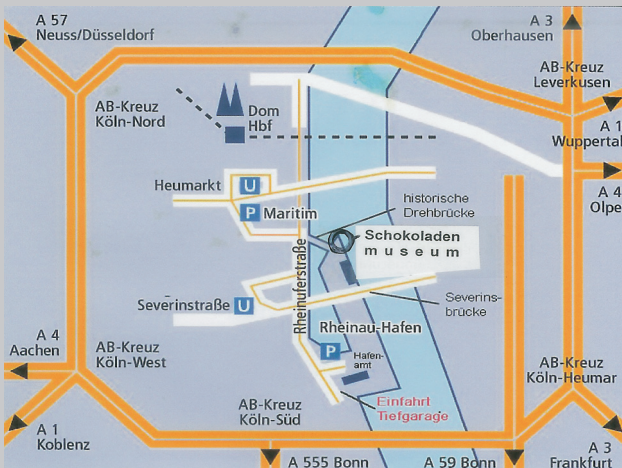 A 57
Neuss/Düsseldorf
A 3
Oberhausen
AB-Kreuz
Leverkusen
AB-Kreuz
Köln-Nord
Dom
Hbf
A 1
Wuppertal
A 4
Olpe
Heumarkt
U
P Maritim
historische
Drehbrücke
Schokoladen
museum
Rheinuferstraße
Severinstraße
U
Severins-
brücke
Rheinau-Hafen
P
Hafen-
amt
A 4
Aachen
AB-Kreuz
Köln-West
AB-Kreuz
Köln-Heumar
Einfahrt
Tiefgarage
AB-Kreuz
Köln-Süd
A 1
Koblenz
A 555 Bonn
A 59 Bonn
A 3
Frankfurt